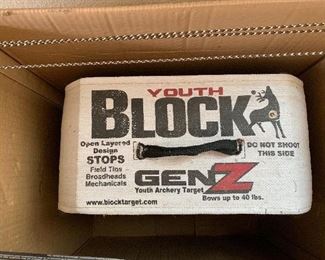 YOUTH
BLOCK
Open Layered
Design
STOPS
Field Tips
Broadheads
Mechanicals
DO NOT SHOOT
THIS SIDE
GENZ
Youth Archery Target
www.blocktarget.com
Bows up to 40 lbs.